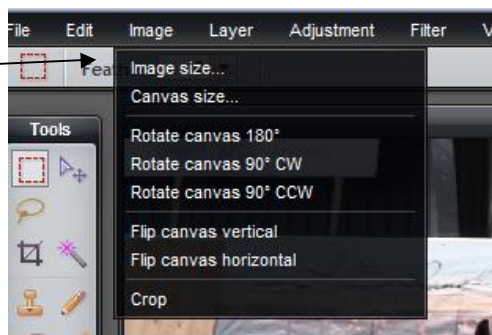 File Edit Image Layer Adjustment Filter V
Feath
Image size...
Canvas size...
Tools
Rotate canvas 180°
Rotate canvas 90° CW
Rotate canvas 90° CCW
Flip canvas vertical
Flip canvas horizontal
Crop